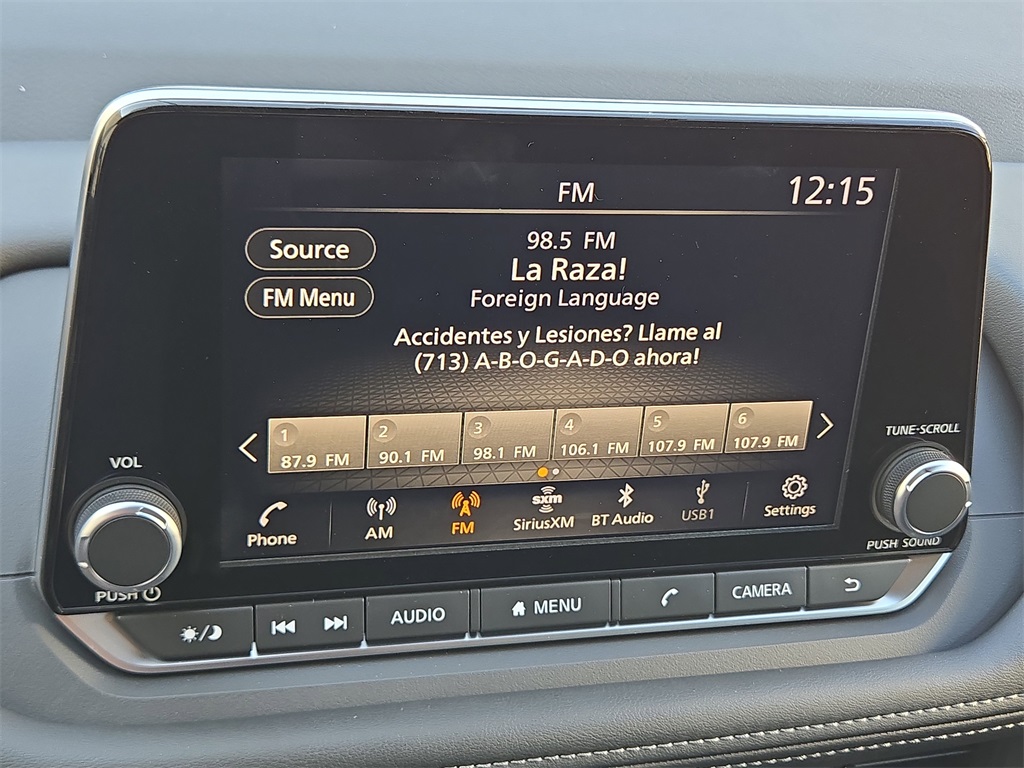 FM
12:15
Source
FM Menu
98.5 FM
La Raza!
Foreign Language
Accidentes y Lesiones? Llame al
(713) A-B-O-G-A-D-O ahora!
1
87.9 FM
2
90.1 FM
3
98.1 FM
4
106.1 FM
5
107.9 FM
6
107.9 FM
Phone
AM
FM
sxm
SiriusXM
BT Audio
USB1
Settings
VOL
PUSH
TUNE·SCROLL
PUSH SOUND
AUDIO
MENU
CAMERA